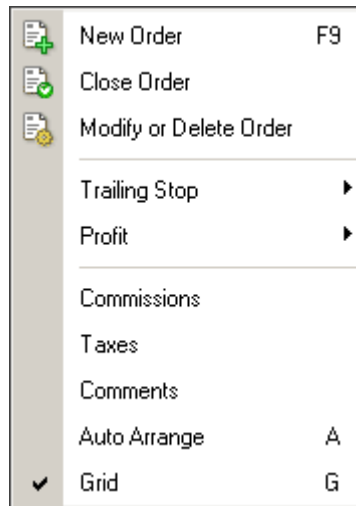 New Order F9
Close Order
Modify or Delete Order
Trailing Stop
Profit
Commissions
Taxes
Comments
Auto Arrange A
Grid G